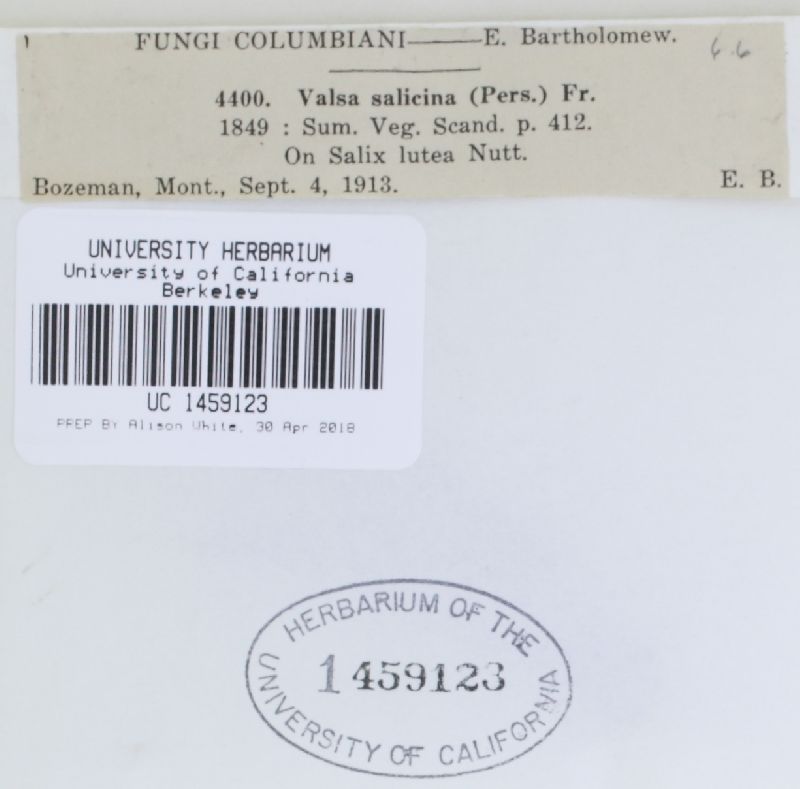 FUNGI COLUMBIANI——E. Bartholomew.
4400. Valsa salicina (Pers.) Fr.
1849 : Sum. Veg. Scand. p. 412.
On Salix lutea Nutt.
Bozeman, Mont., Sept. 4, 1913. E. B.
UNIVERSITY HERBARIUM
University of California
Berkeley
UC 1459123
PREP BY Alison White, 30 Apr 2018
HERBARIUM OF THE
1459123
UNIVERSITY OF CALIFORNIA